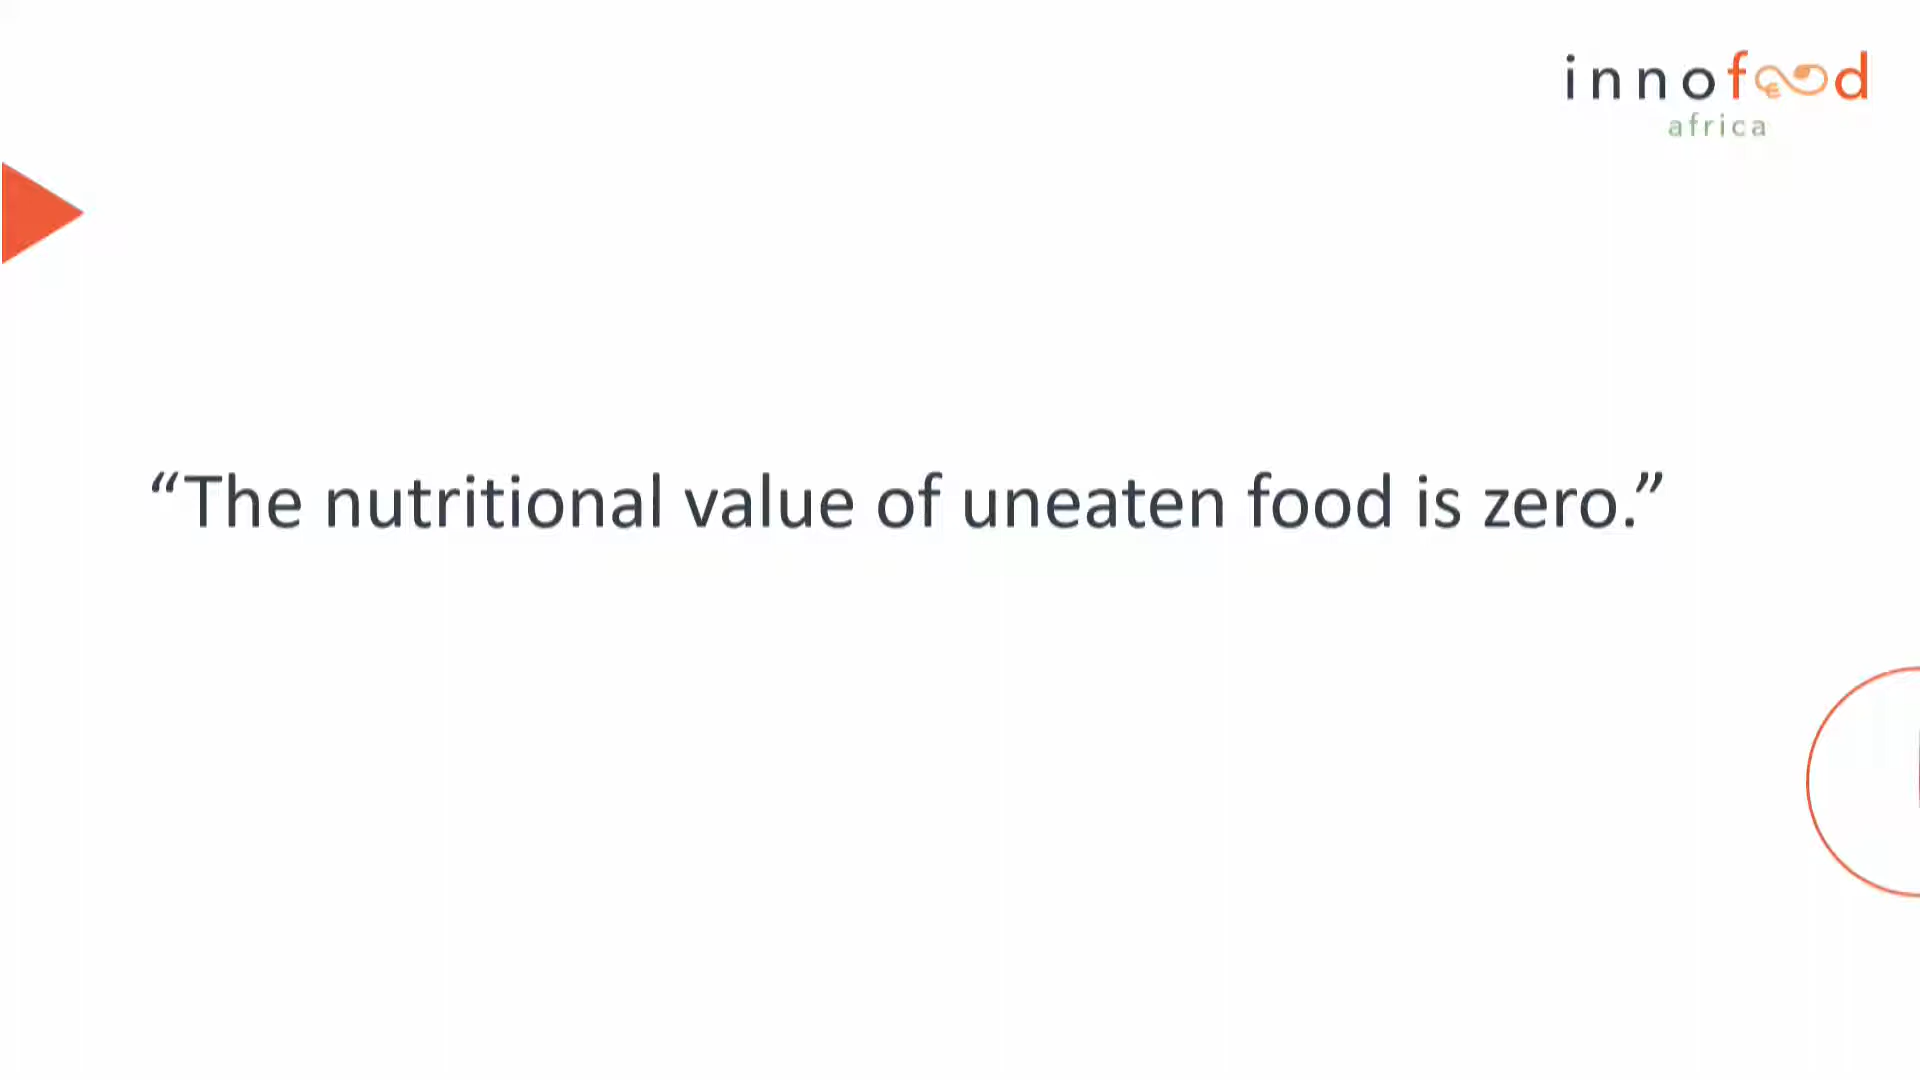 innofood
africa
“The nutritional value of uneaten food is zero.”